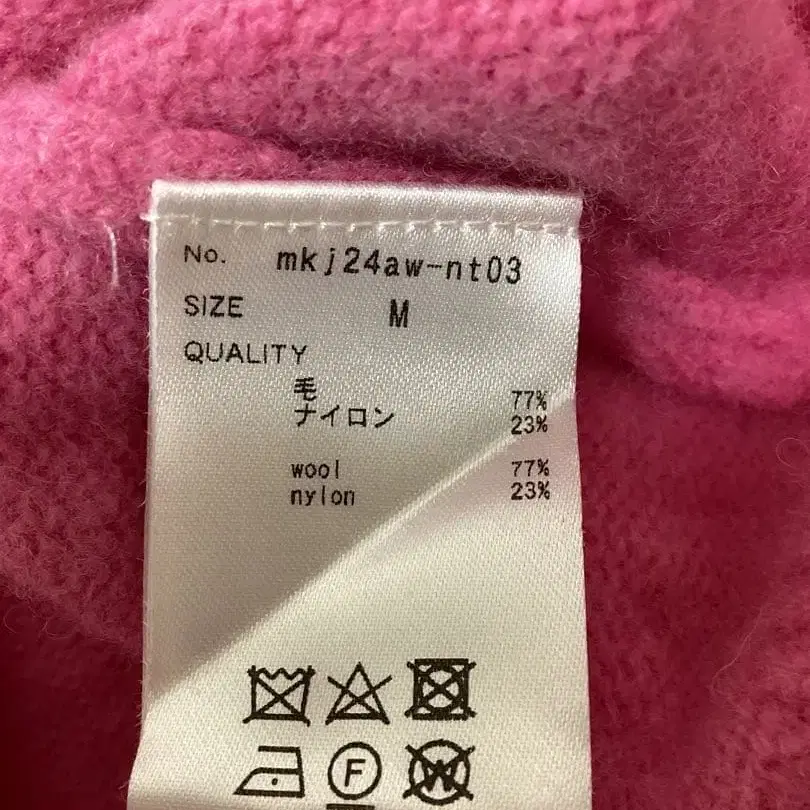 No. mkj24aw-nt03
SIZE M
QUALITY
毛 77%
ナイロン 23%
wool 77%
nylon 23%
F W